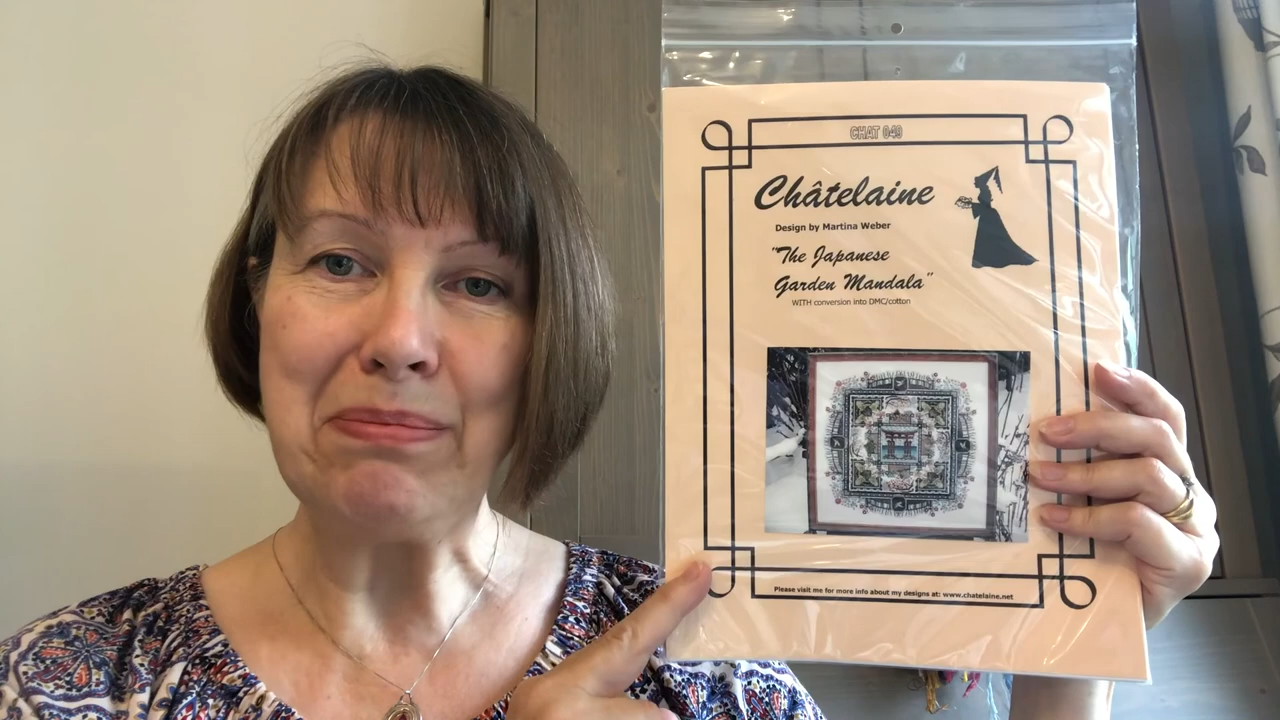 CHAT 049
Châtelaine
Design by Martina Weber
"The Japanese
Garden Mandala"
WITH conversion into DMC/cotton
Please visit me for more info about my designs at: www.chatelaine.net